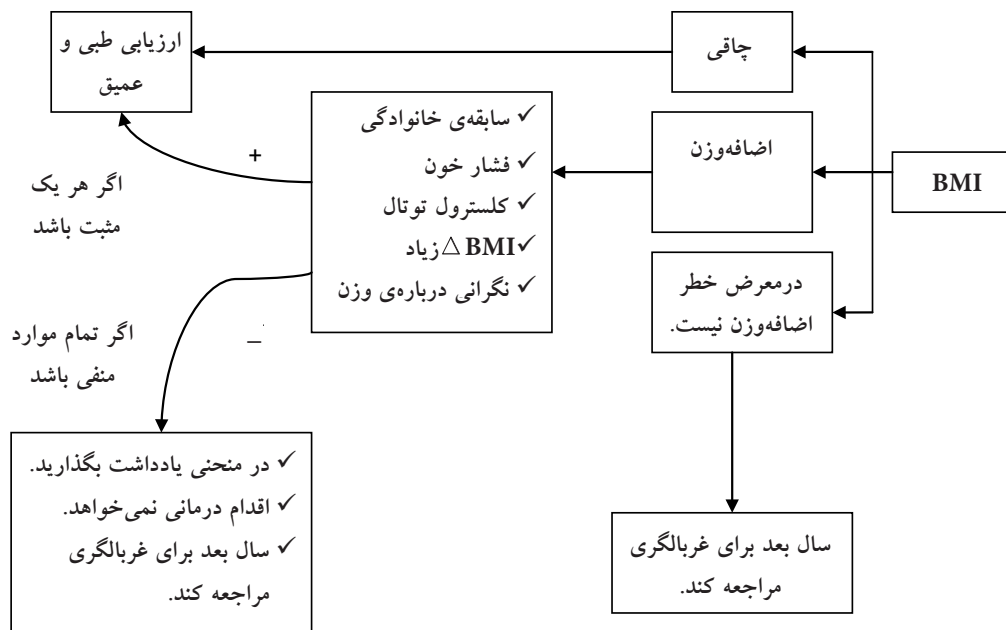 BMI
چاقی
ارزیابی طبی و
عمیق
اضافه‌وزن
✓ سابقه‌ی خانوادگی
✓ فشار خون
✓ کلسترول توتال
✓ BMI △ زیاد
✓ نگرانی درباره‌ی وزن
+
اگر هر یک
مثبت باشد
_
اگر تمام موارد
منفی باشد
✓ در منحنی یادداشت بگذارید.
✓ اقدام درمانی نمی‌خواهد.
✓ سال بعد برای غربالگری
مراجعه کند.
درمعرض خطر
اضافه‌وزن نیست.
سال بعد برای غربالگری
مراجعه کند.